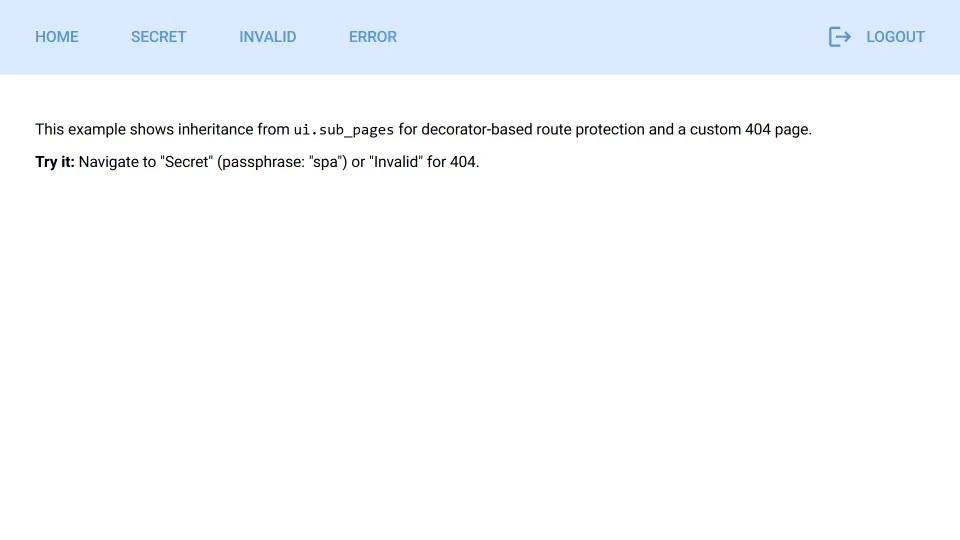 HOME SECRET INVALID ERROR LOGOUT
This example shows inheritance from ui.sub_pages for decorator-based route protection and a custom 404 page.
Try it: Navigate to "Secret" (passphrase: "spa") or "Invalid" for 404.